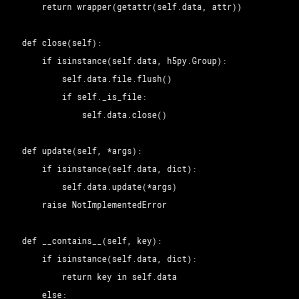 return wrapper(getattr(self.data, attr))
def close(self):
if isinstance(self.data, h5py.Group):
self.data.file.flush()
if self._is_file:
self.data.close()
def update(self, *args):
if isinstance(self.data, dict):
self.data.update(*args)
raise NotImplementedError
def __contains__(self, key):
if isinstance(self.data, dict):
return key in self.data
else: